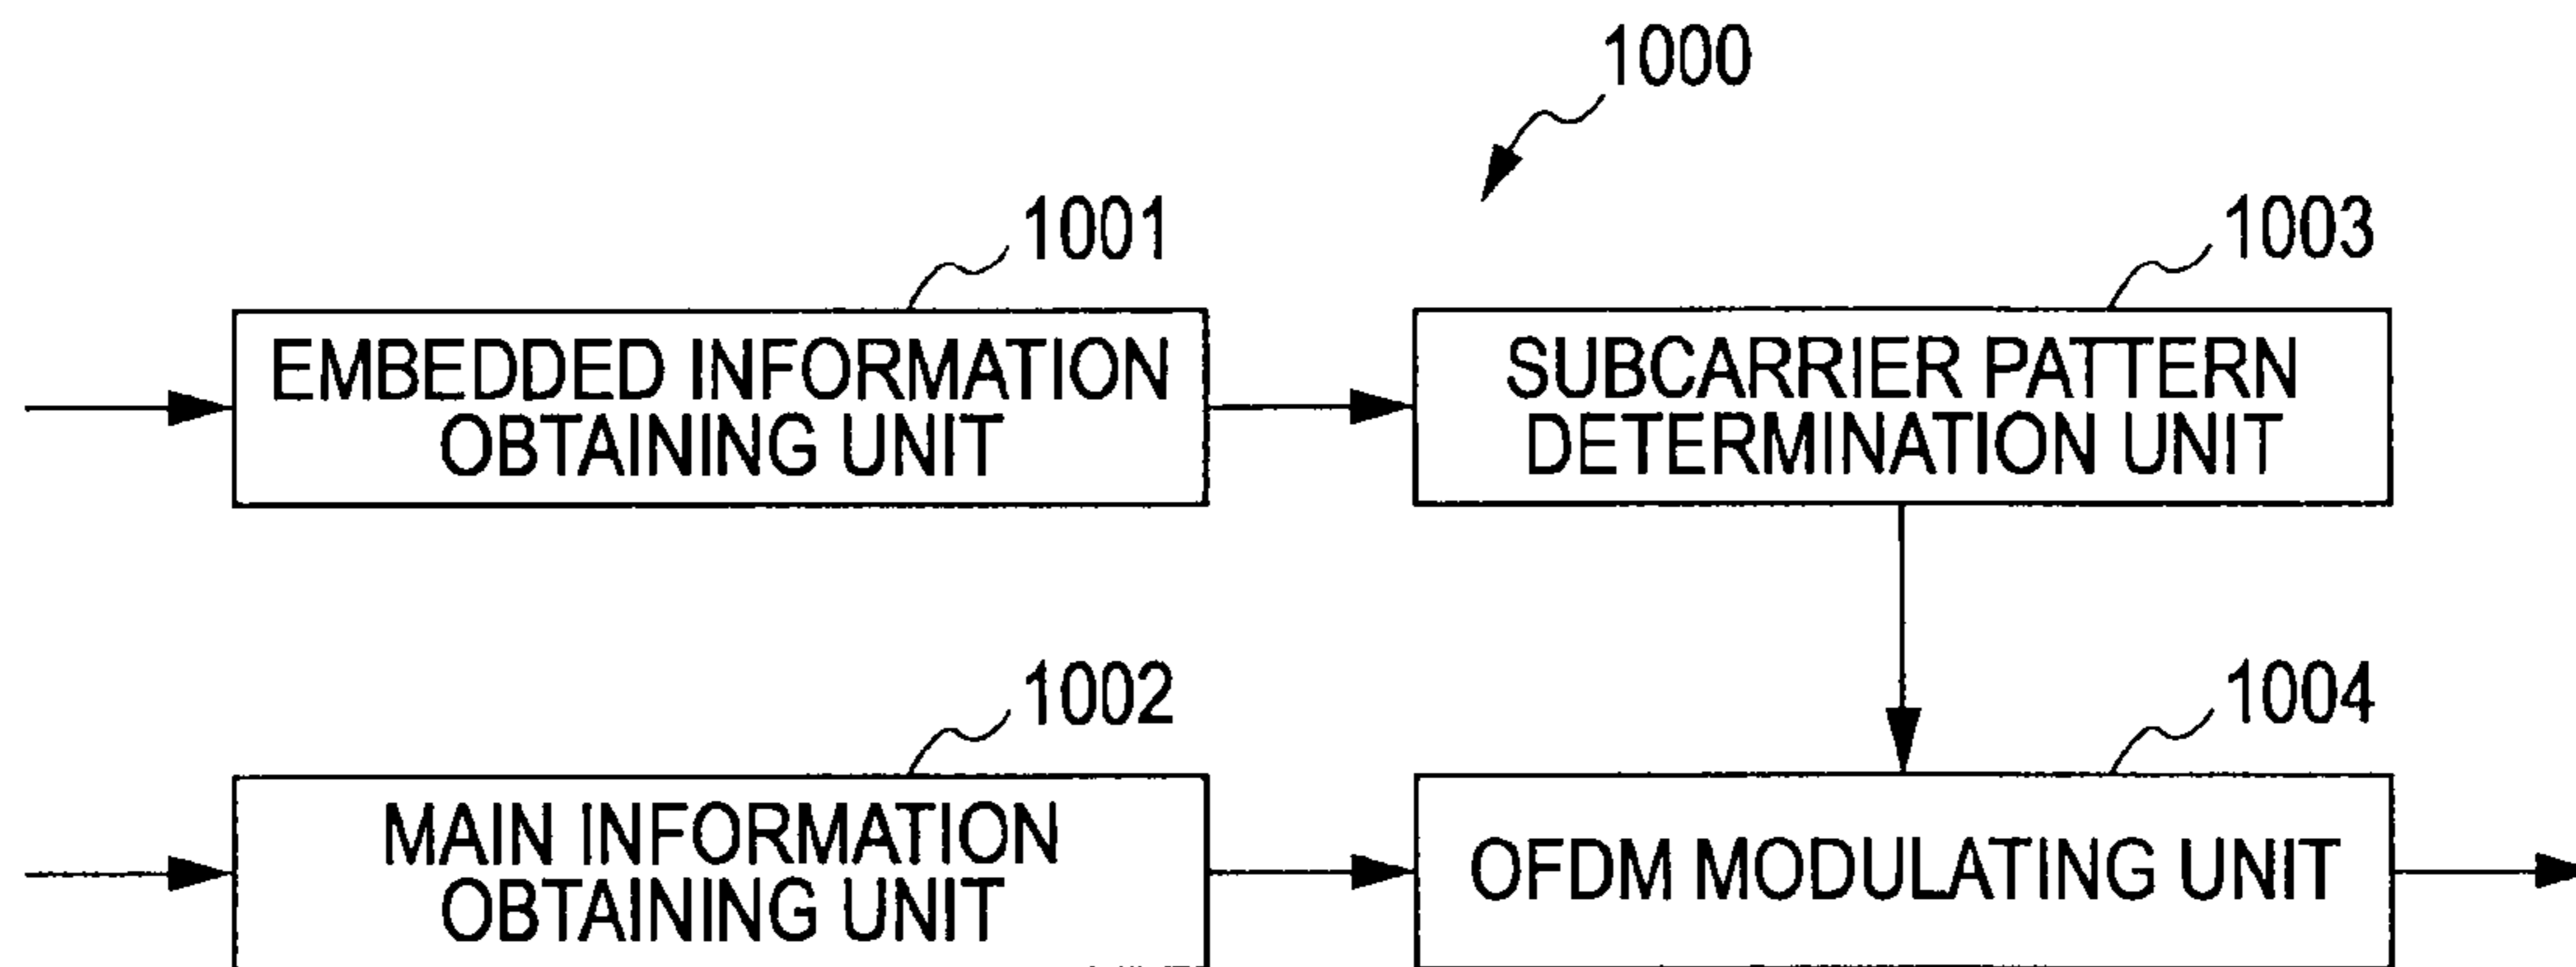 1000
1001
1003
EMBEDDED INFORMATION
OBTAINING UNIT
SUBCARRIER PATTERN
DETERMINATION UNIT
1002
1004
MAIN INFORMATION
OBTAINING UNIT
OFDM MODULATING UNIT